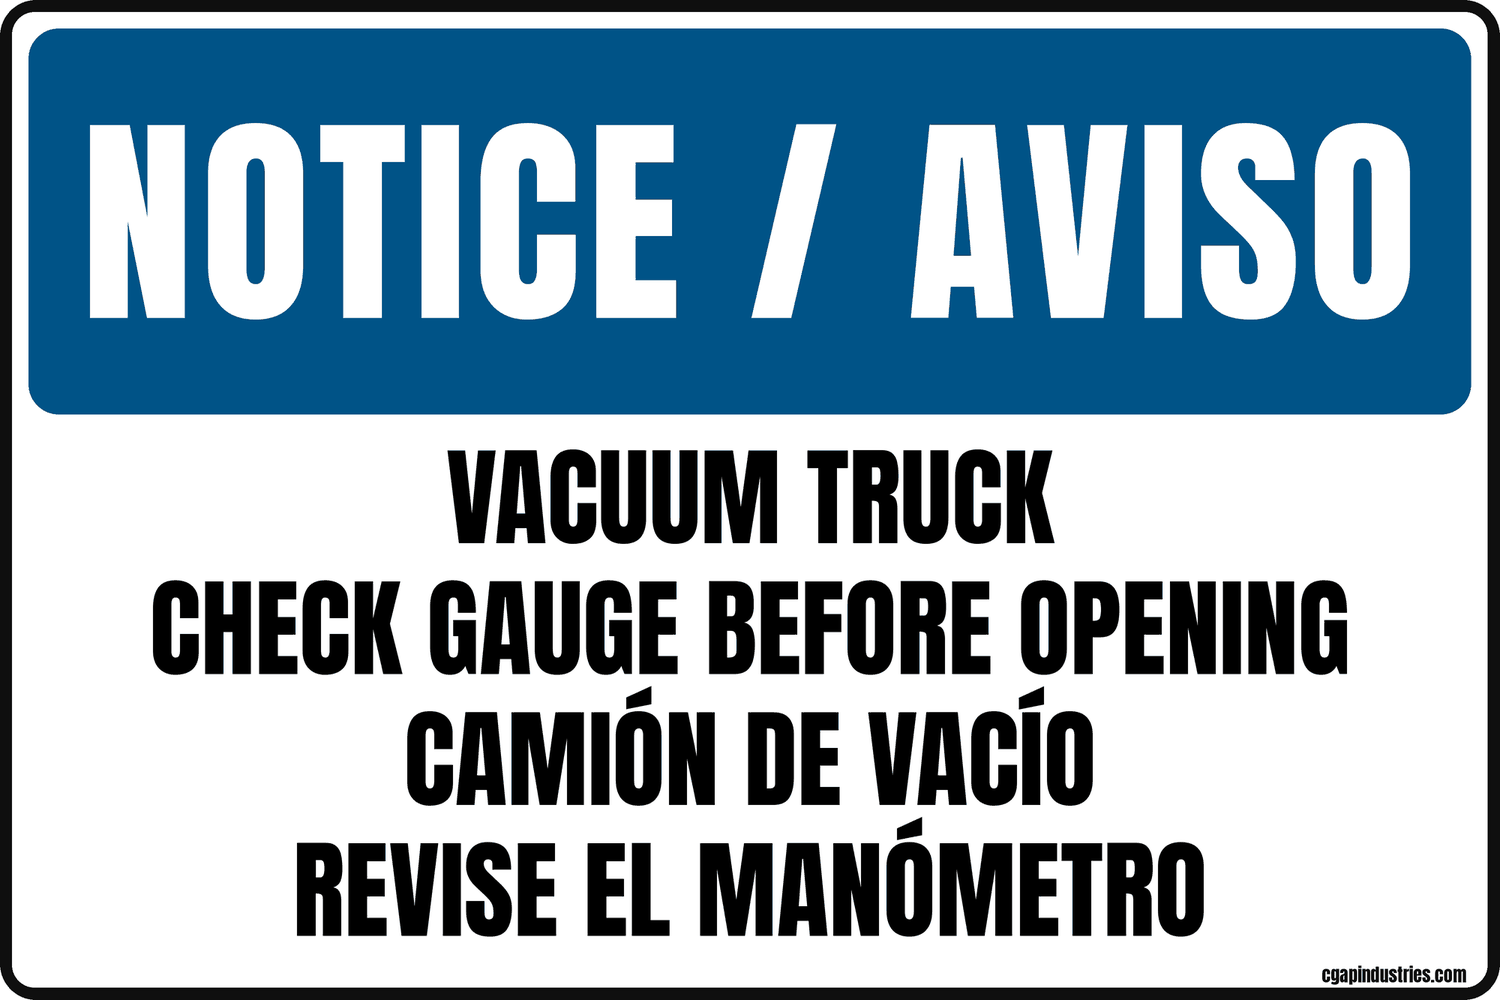 NOTICE / AVISO
VACUUM TRUCK
CHECK GAUGE BEFORE OPENING
CAMIÓN DE VACÍO
REVISE EL MANÓMETRO
cgapindustries.com